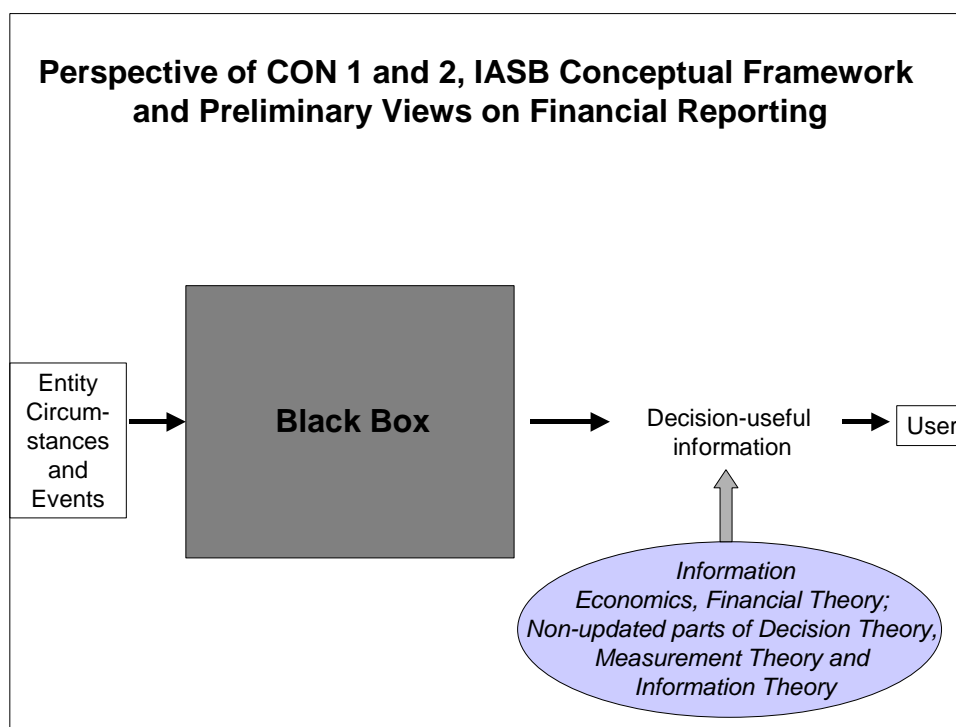 Perspective of CON 1 and 2, IASB Conceptual Framework
and Preliminary Views on Financial Reporting
Entity
Circum-
stances
and
Events
Black Box
Decision-useful
information
User
Information
Economics, Financial Theory;
Non-updated parts of Decision Theory,
Measurement Theory and
Information Theory